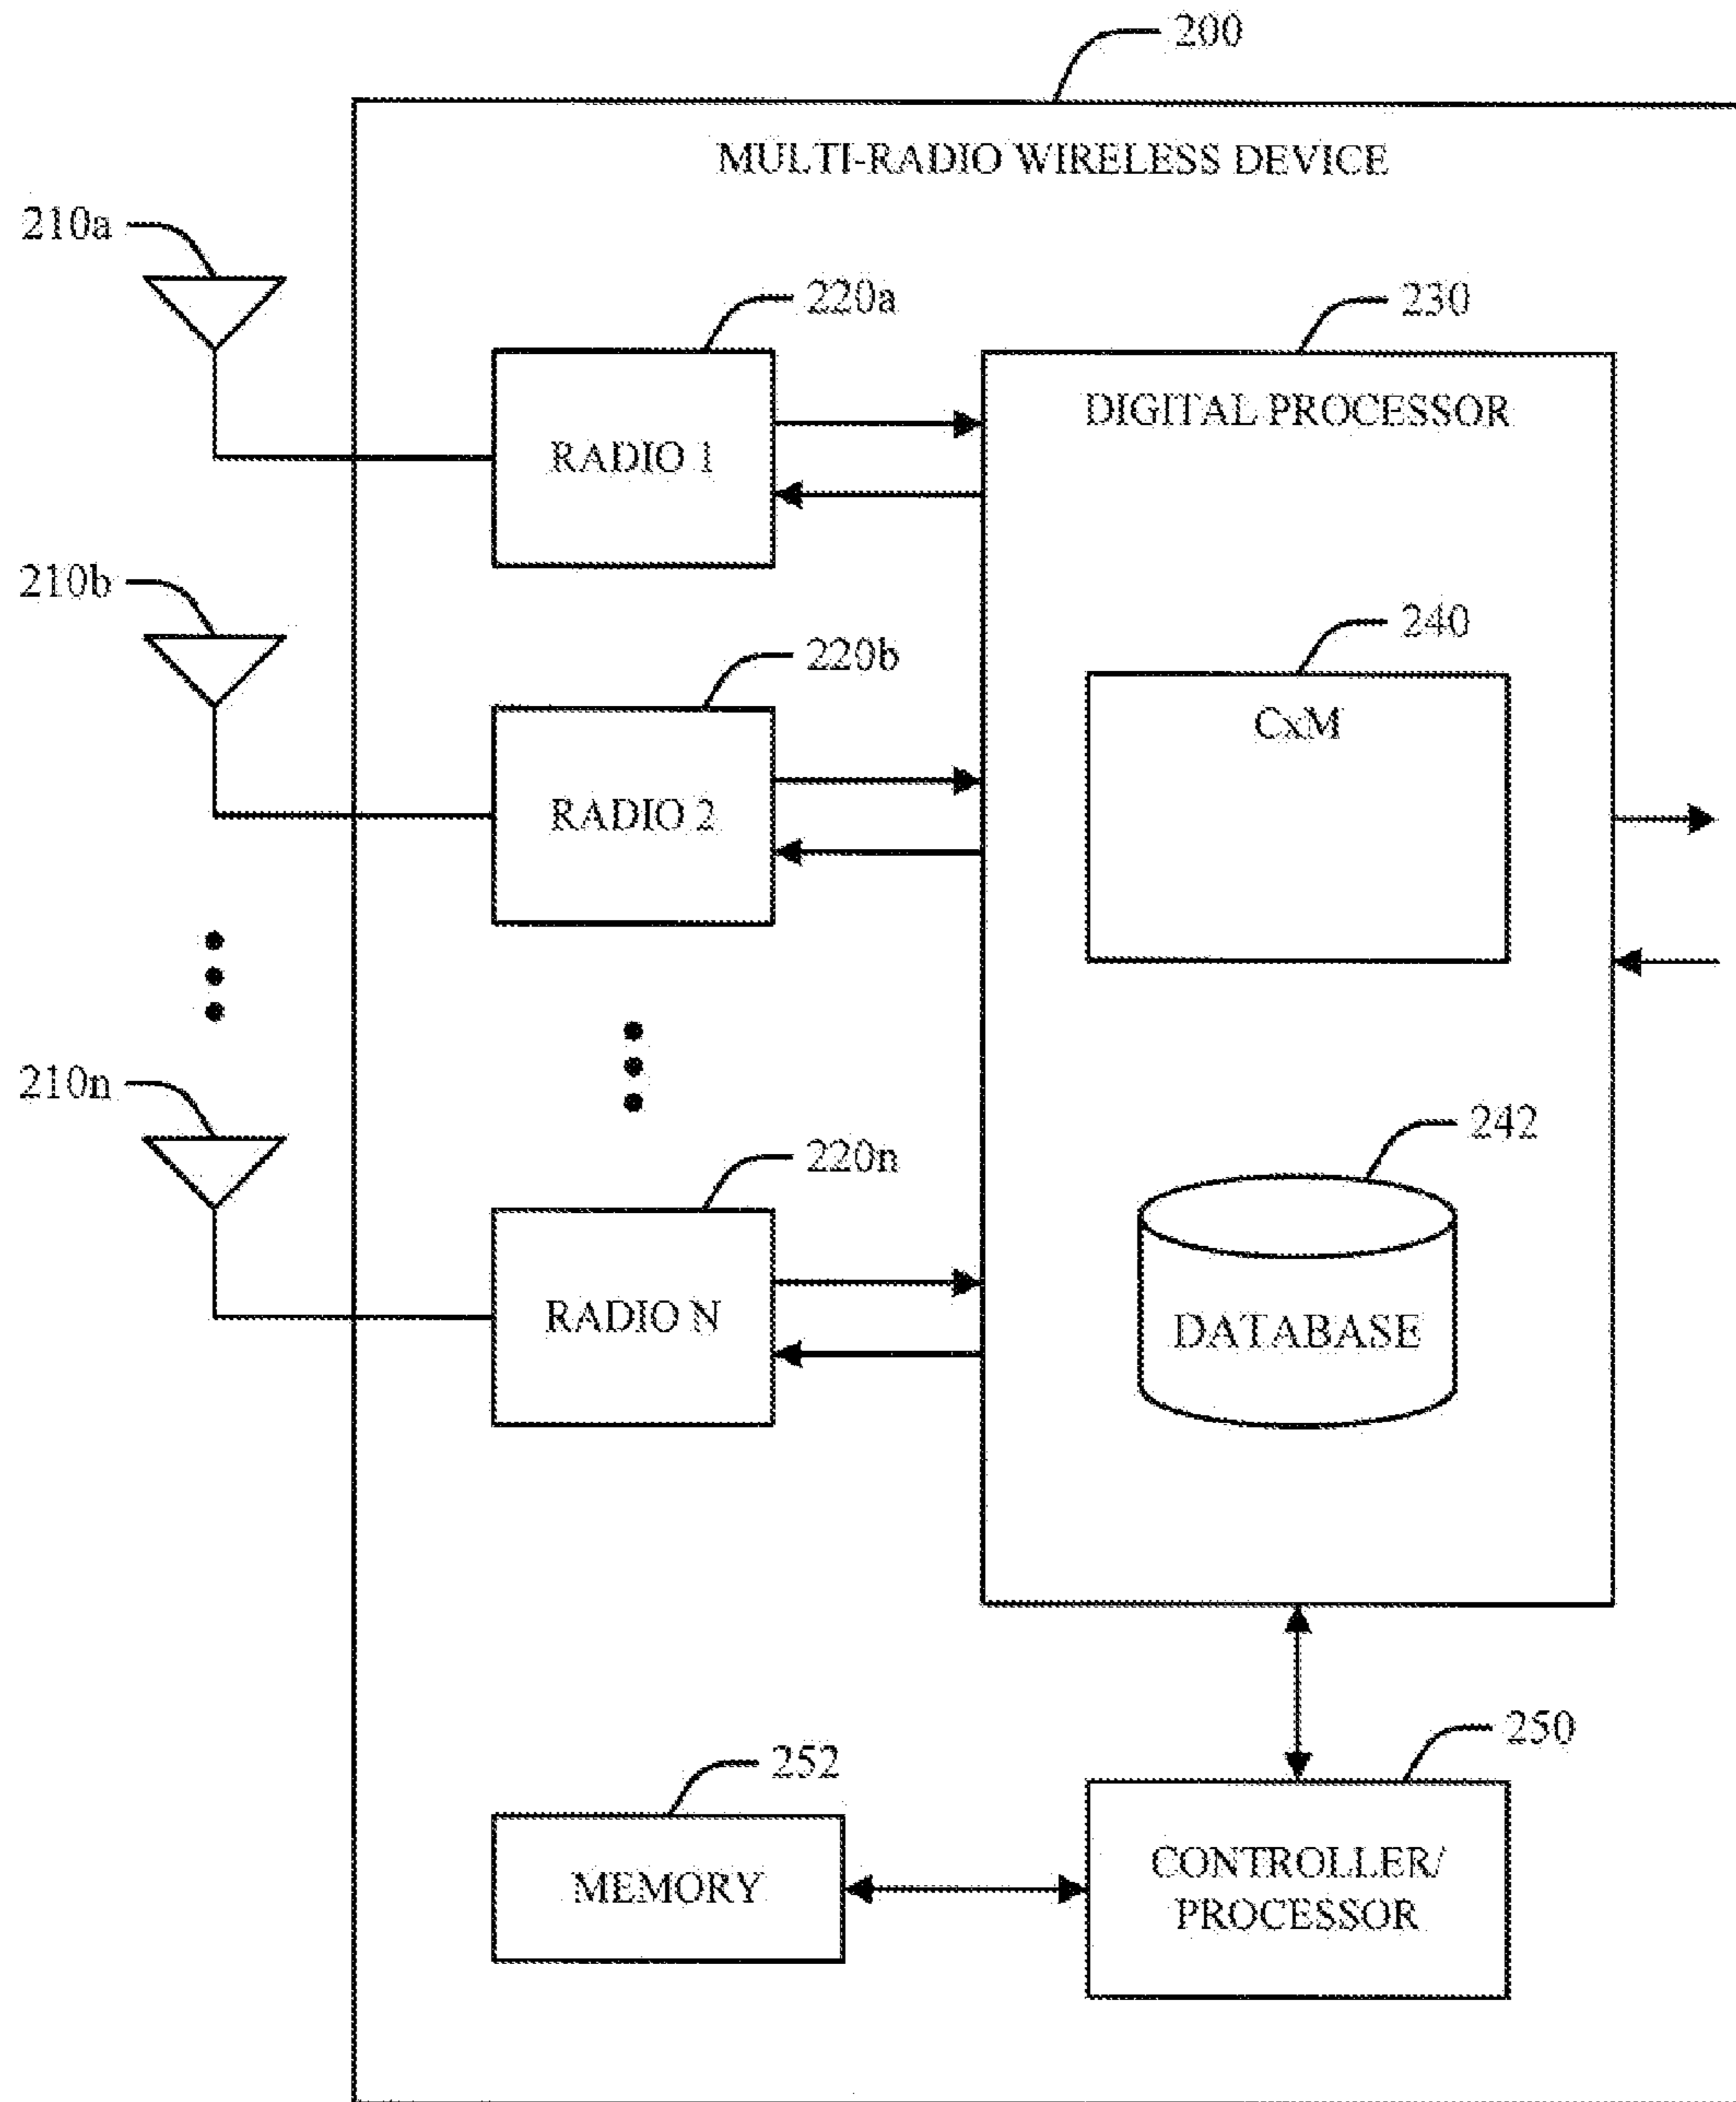 200
MULTI-RADIO WIRELESS DEVICE
210a
220a
230
DIGITAL PROCESSOR
RADIO 1
210b
220b
240
CxM
RADIO 2
210n
220n
242
RADIO N
DATABASE
252
250
MEMORY
CONTROLLER/
PROCESSOR